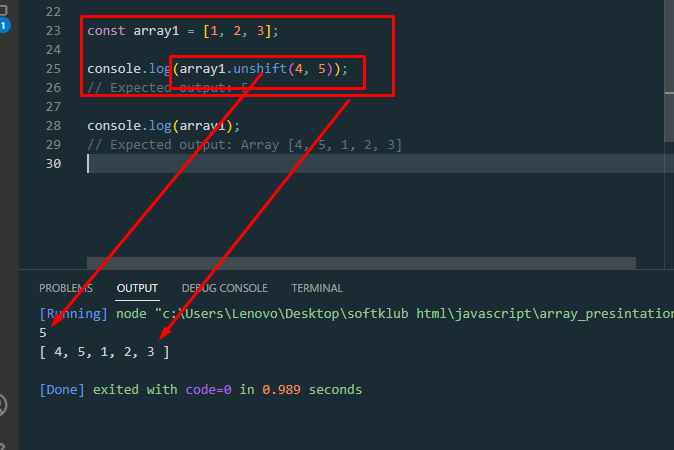 22
23 const array1 = [1, 2, 3];
24
25 console.log(array1.unshift(4, 5));
26 // Expected output: 5
27
28 console.log(array1);
29 // Expected output: Array [4, 5, 1, 2, 3]
30
1
PROBLEMS OUTPUT DEBUG CONSOLE TERMINAL
[Running] node "c:\Users\Lenovo\Desktop\softklub html\javascript\array_presintation
5
[ 4, 5, 1, 2, 3 ]
[Done] exited with code=0 in 0.989 seconds